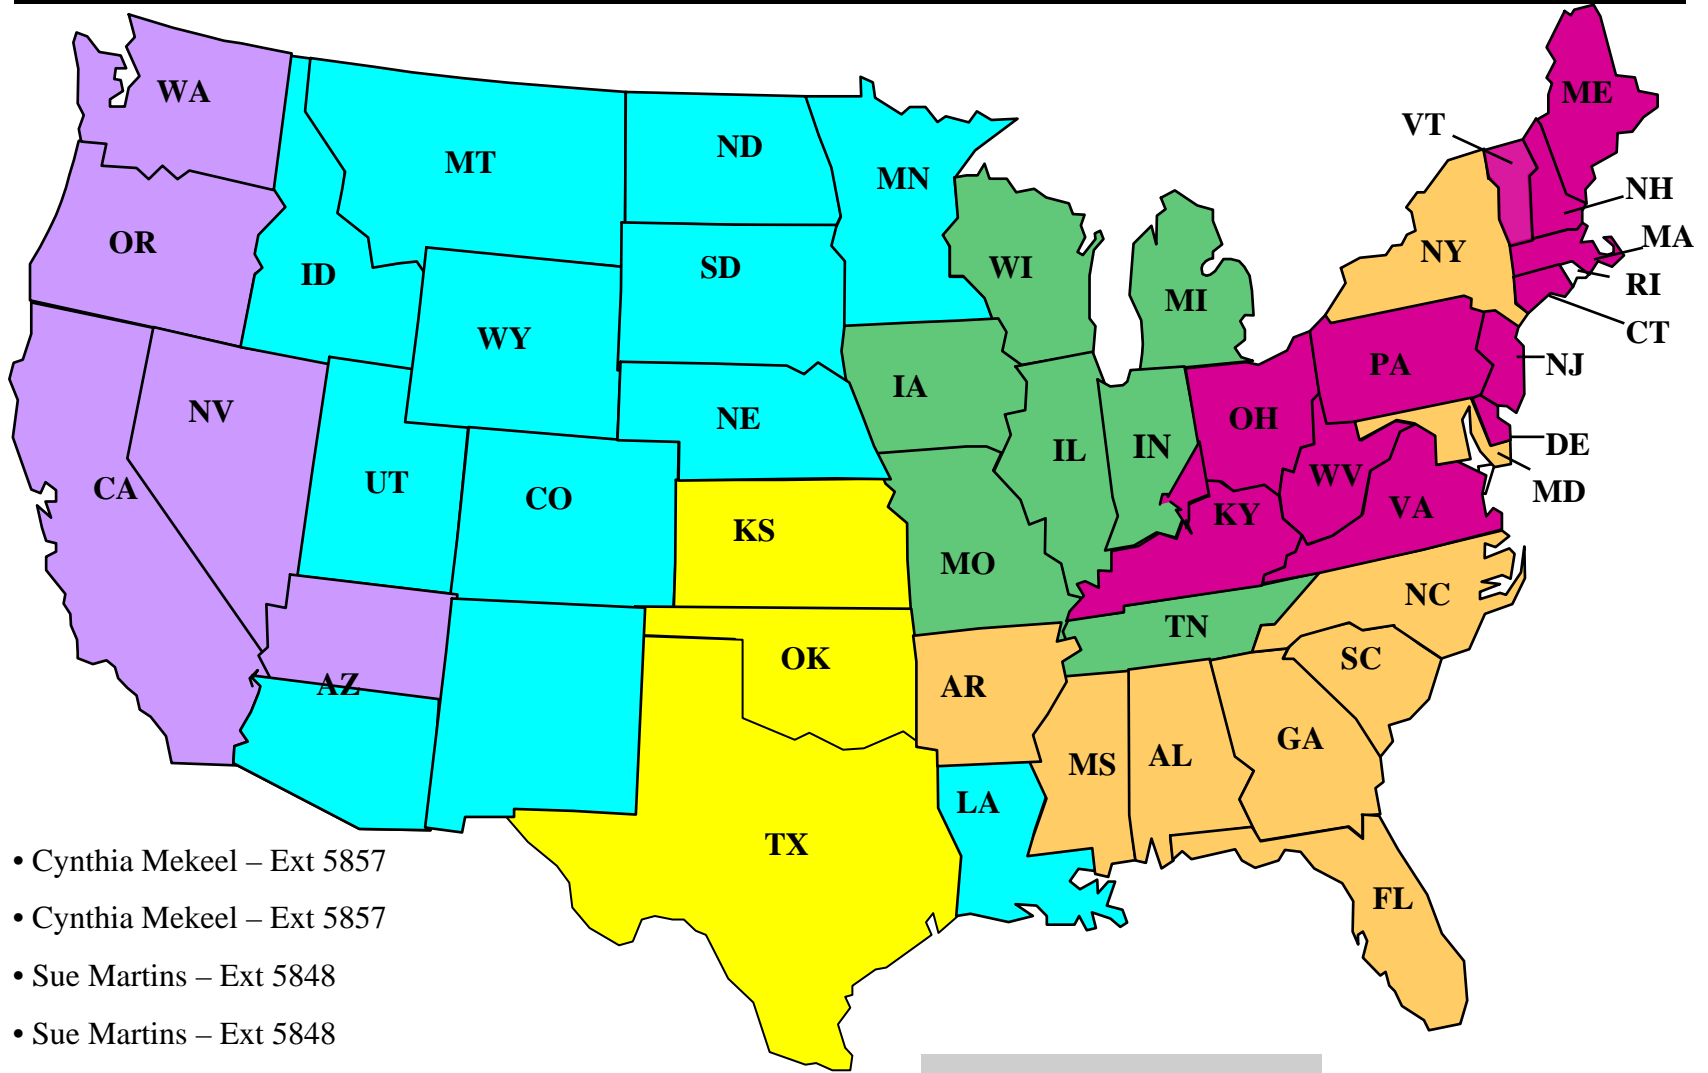 WA
ME
VT
ND
MT
MN
NH
OR
MA
NY
SD
WI
ID
RI
MI
WY
CT
PA
NJ
IA
NV
NE
OH
IN
DE
IL
WV
UT
CA
MD
CO
VA
KY
KS
MO
NC
TN
OK
SC
AZ
AR
GA
AL
MS
LA
TX
• Cynthia Mekeel – Ext 5857
FL
• Cynthia Mekeel – Ext 5857
• Sue Martins – Ext 5848
• Sue Martins – Ext 5848